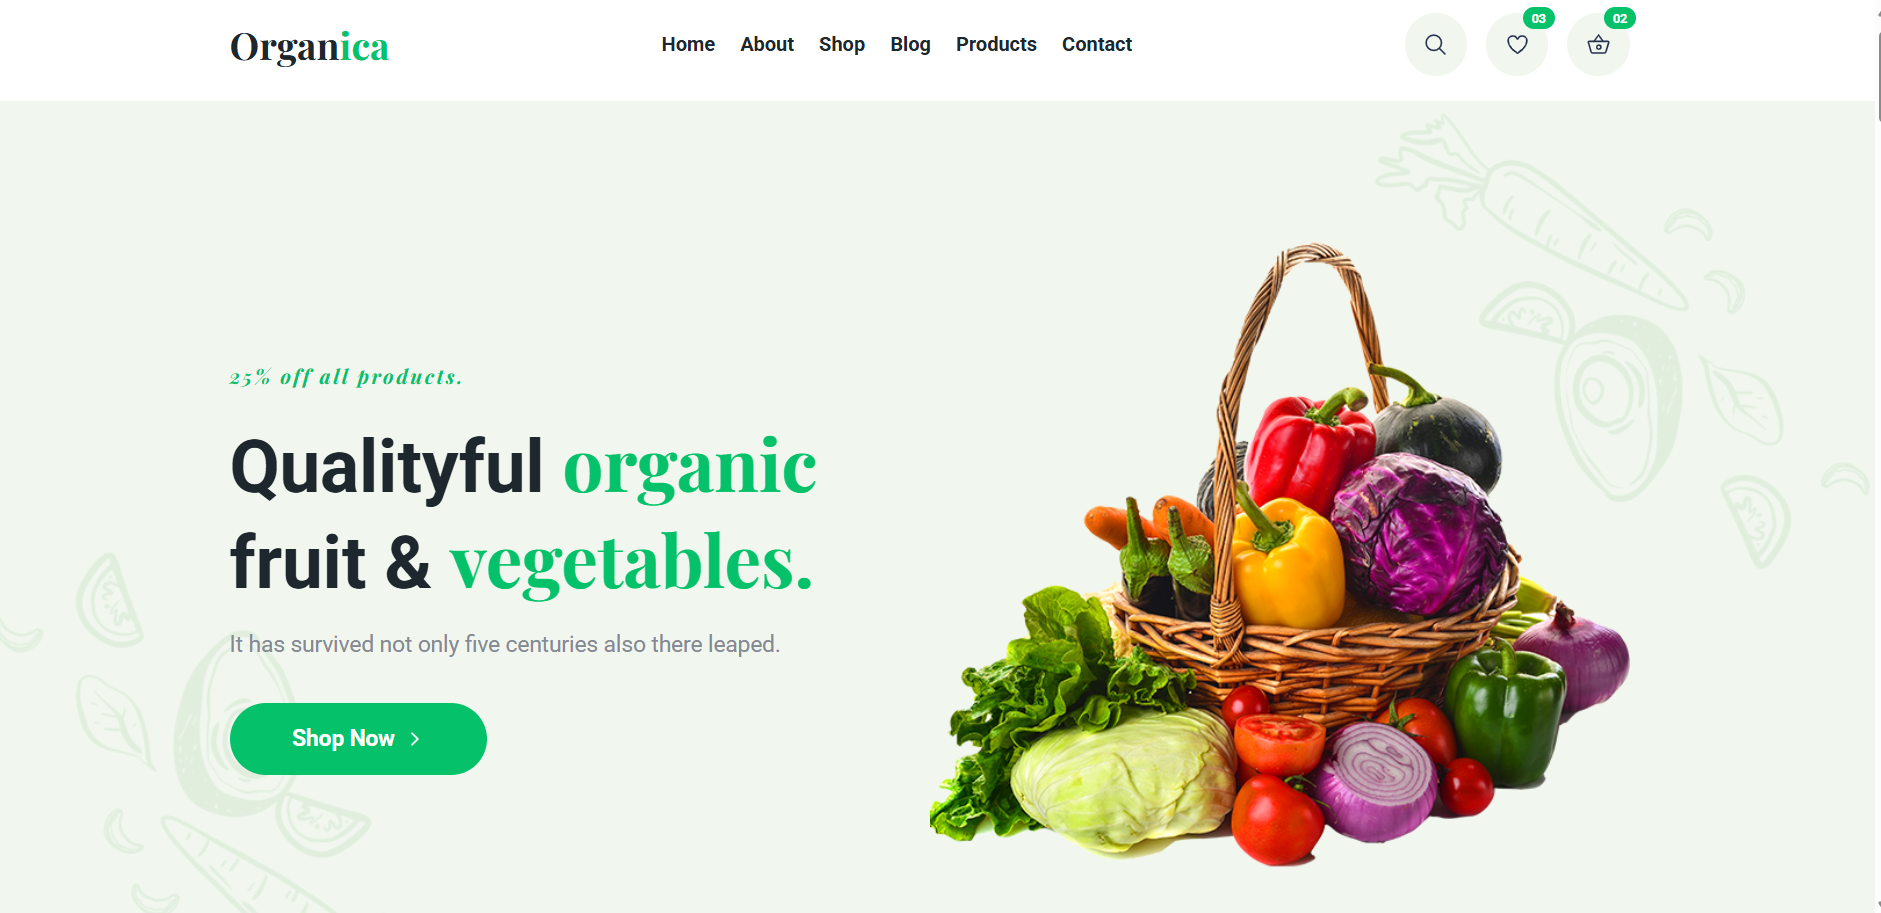 Organica
Home About Shop Blog Products Contact
03
02
25% off all products.
Qualityful organic
fruit & vegetables.
It has survived not only five centuries also there leaped.
Shop Now